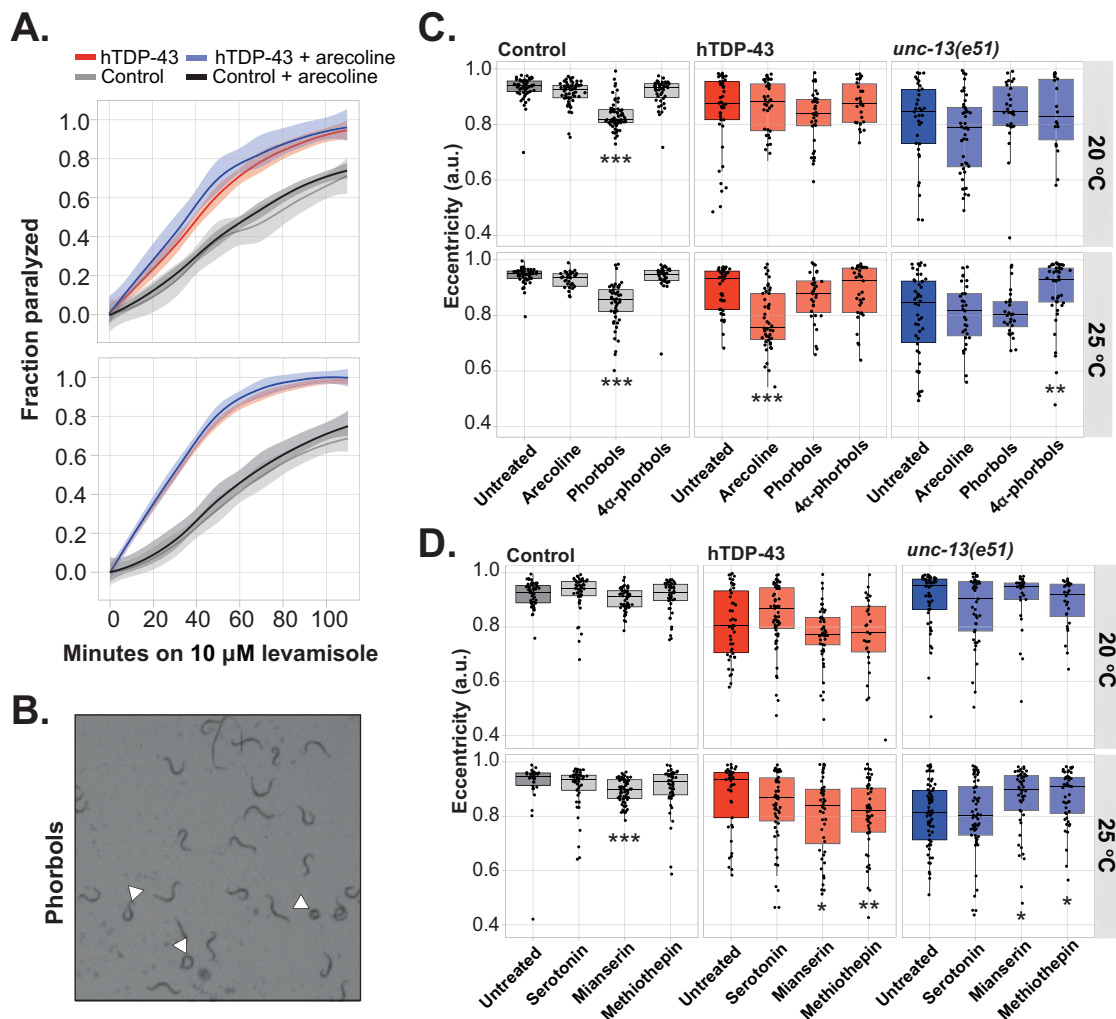 A.
hTDP-43
hTDP-43 + arecoline
Control
Control + arecoline
1.0
0.8
0.6
0.4
0.2
0.0
1.0
0.8
0.6
0.4
0.2
0.0
Fraction paralyzed
0 20 40 60 80 100
Minutes on 10 µM levamisole
B.
Phorbols
C.
Control hTDP-43 unc-13(e51)
1.0
0.8
0.6
0.4
***
20 °C
Eccentricity (a.u.)
1.0
0.8
0.6
0.4
*** *** **
25 °C
Untreated Arecoline Phorbols 4α-phorbols Untreated Arecoline Phorbols 4α-phorbols Untreated Arecoline Phorbols 4α-phorbols
D.
Control hTDP-43 unc-13(e51)
1.0
0.8
0.6
0.4
20 °C
Eccentricity (a.u.)
1.0
0.8
0.6
0.4
*** * ** * *
25 °C
Untreated Serotonin Mianserin Methiothepin Untreated Serotonin Mianserin Methiothepin Untreated Serotonin Mianserin Methiothepin